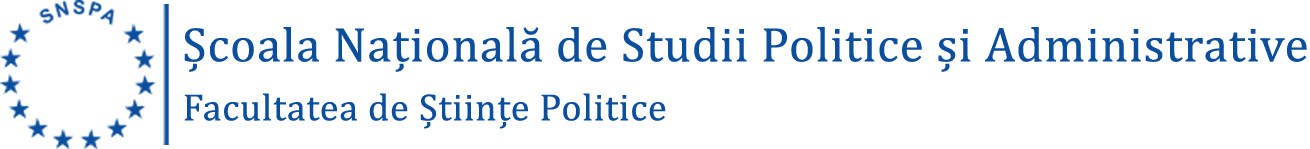 SNSPA
Școala Națională de Studii Politice și Administrative
Facultatea de Științe Politice